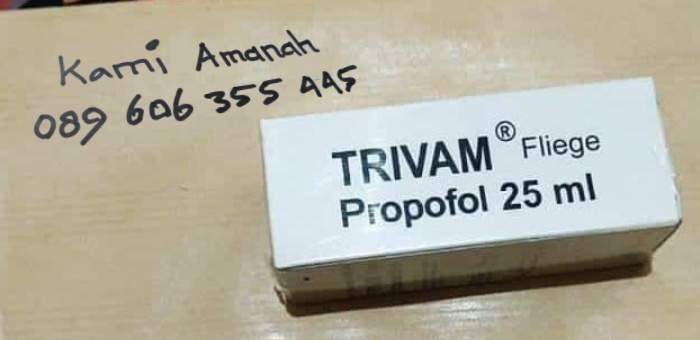 Kami Amanah
089 606 355 445
TRIVAM® Fliege
Propofol 25 ml